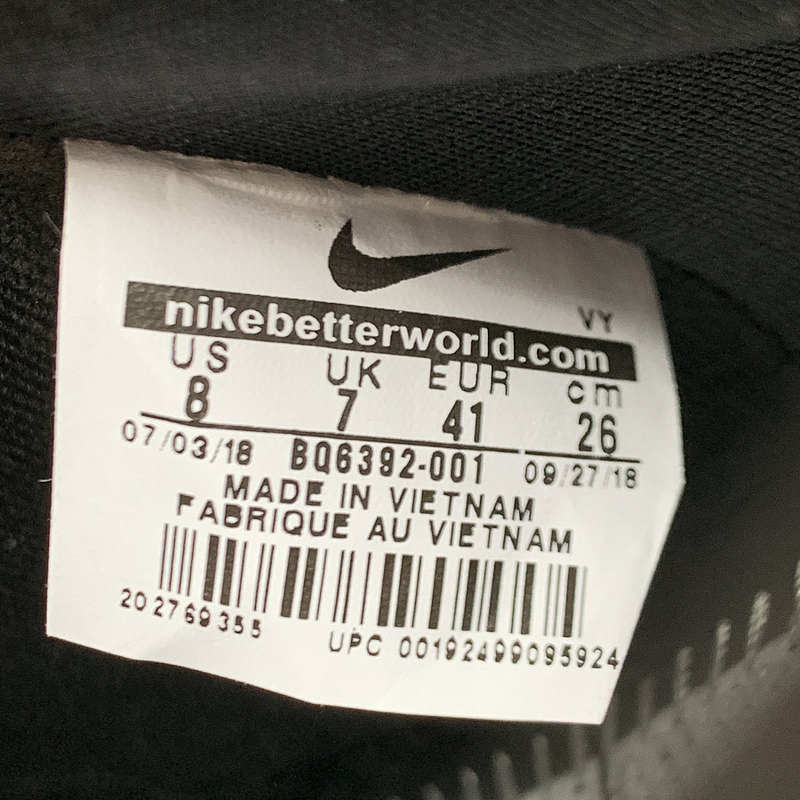 VY
nikebetterworld.com
US UK EUR cm
8 7 41 26
07/03/18 BQ6392-001 09/27/18
MADE IN VIETNAM
FABRIQUE AU VIETNAM
202769355
UPC 00192499095924